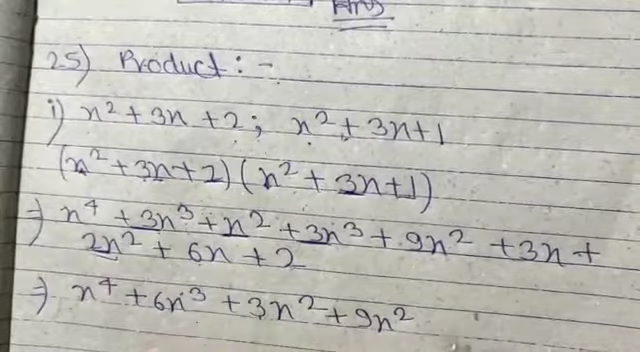 Ans
25) Product :-
i) x² + 3x + 2 ; x² + 3x + 1
(x² + 3x + 2) (x² + 3x + 1)
⇒ x⁴ + 3x³ + x² + 3x³ + 9x² + 3x +
2x² + 6x + 2
⇒ x⁴ + 6x³ + 3x² + 9x²